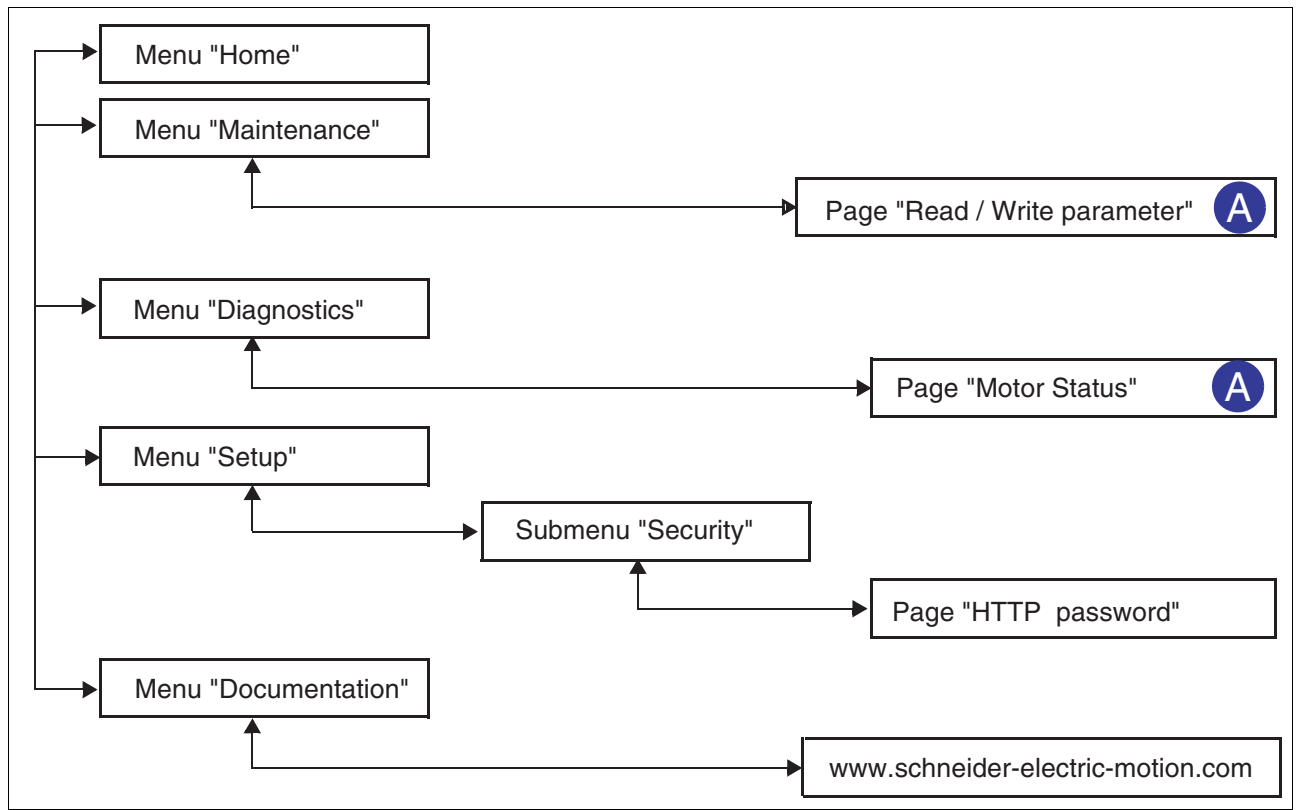 Menu "Home"
Menu "Maintenance"
Page "Read / Write parameter" A
Menu "Diagnostics"
Page "Motor Status" A
Menu "Setup"
Submenu "Security"
Page "HTTP password"
Menu "Documentation"
www.schneider-electric-motion.com